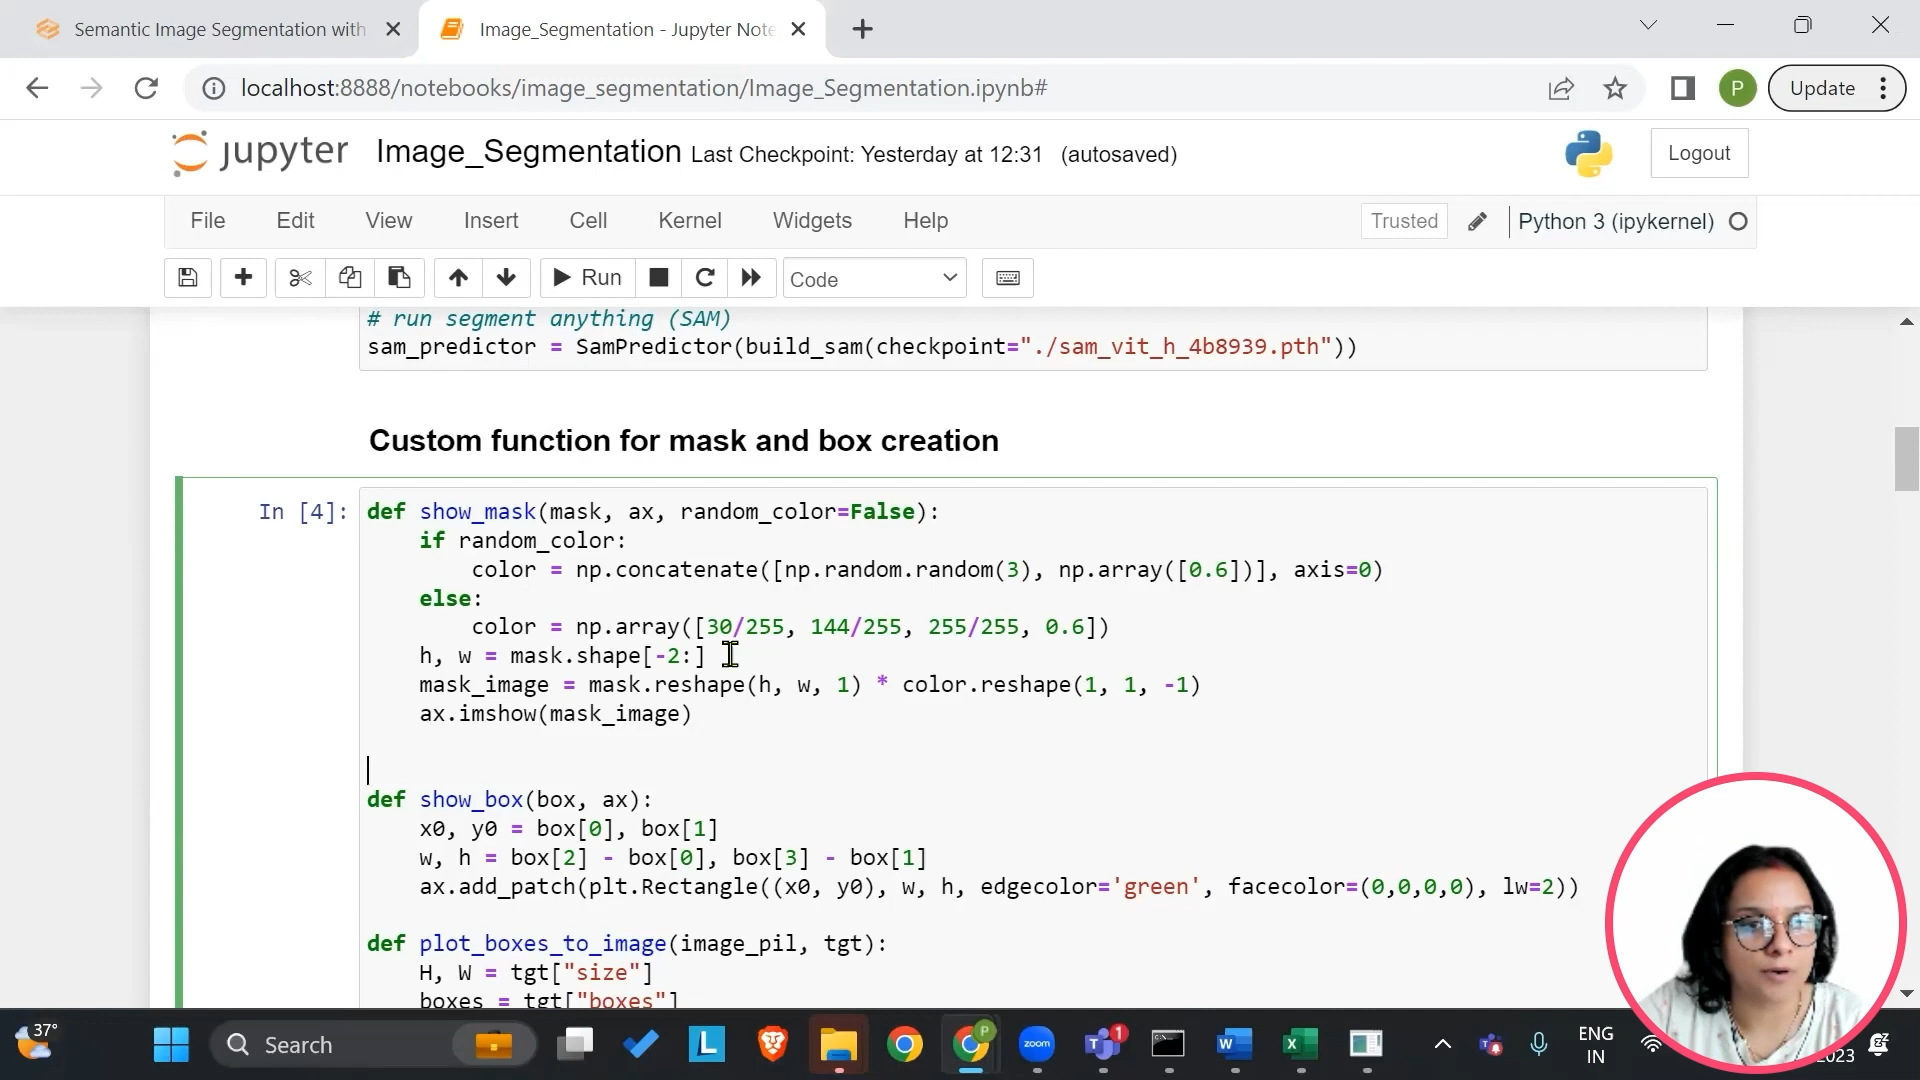 Semantic Image Segmentation with
Image_Segmentation - Jupyter Note
localhost:8888/notebooks/image_segmentation/Image_Segmentation.ipynb#
P
Update
jupyter
Image_Segmentation Last Checkpoint: Yesterday at 12:31 (autosaved)
Logout
File Edit View Insert Cell Kernel Widgets Help
Trusted
Python 3 (ipykernel)
Run
Code
# run segment anything (SAM)
sam_predictor = SamPredictor(build_sam(checkpoint="./sam_vit_h_4b8939.pth"))
Custom function for mask and box creation
In [4]:
def show_mask(mask, ax, random_color=False):
    if random_color:
        color = np.concatenate([np.random.random(3), np.array([0.6])], axis=0)
    else:
        color = np.array([30/255, 144/255, 255/255, 0.6])
    h, w = mask.shape[-2:]
    mask_image = mask.reshape(h, w, 1) * color.reshape(1, 1, -1)
    ax.imshow(mask_image)
def show_box(box, ax):
    x0, y0 = box[0], box[1]
    w, h = box[2] - box[0], box[3] - box[1]
    ax.add_patch(plt.Rectangle((x0, y0), w, h, edgecolor='green', facecolor=(0,0,0,0), lw=2))
def plot_boxes_to_image(image_pil, tgt):
    H, W = tgt["size"]
    boxes = tgt["boxes"]
37°
Search
L
P
zoom
T
1
W
X
ENG
IN
2023